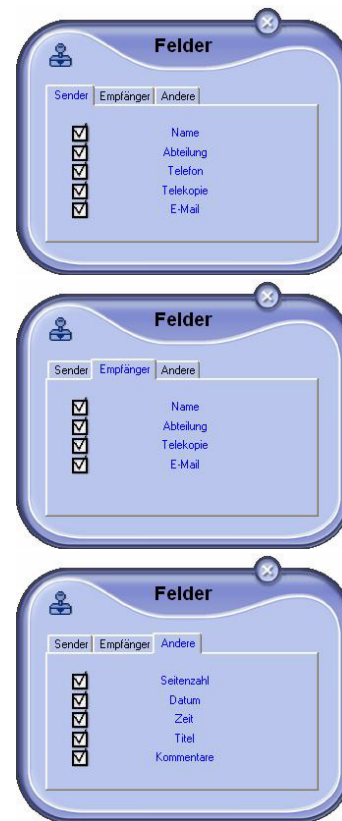 Felder
Sender Empfänger Andere
Name
Abteilung
Telefon
Telekopie
E-Mail
Felder
Sender Empfänger Andere
Name
Abteilung
Telekopie
E-Mail
Felder
Sender Empfänger Andere
Seitenzahl
Datum
Zeit
Titel
Kommentare